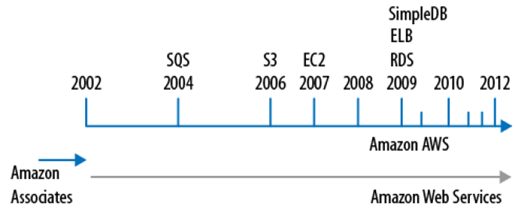 SimpleDB
ELB
SQS S3 EC2 RDS
2002 2004 2006 2007 2008 2009 2010 2012
Amazon AWS
Amazon
Associates Amazon Web Services